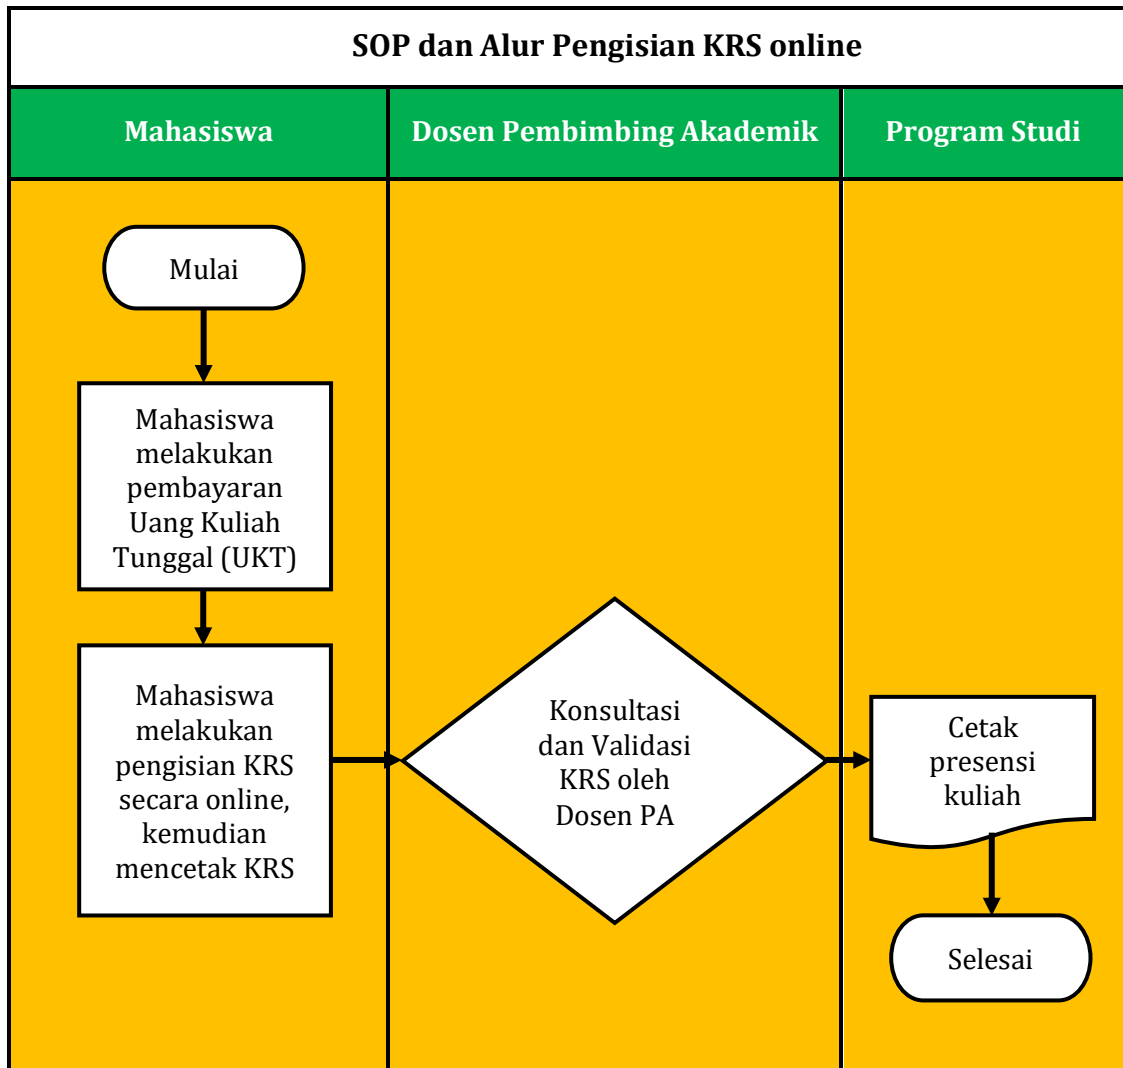 SOP dan Alur Pengisian KRS online
Mahasiswa
Dosen Pembimbing Akademik
Program Studi
Mulai
Mahasiswa
melakukan
pembayaran
Uang Kuliah
Tunggal (UKT)
Mahasiswa
melakukan
pengisian KRS
secara online,
kemudian
mencetak KRS
Konsultasi
dan Validasi
KRS oleh
Dosen PA
Cetak
presensi
kuliah
Selesai